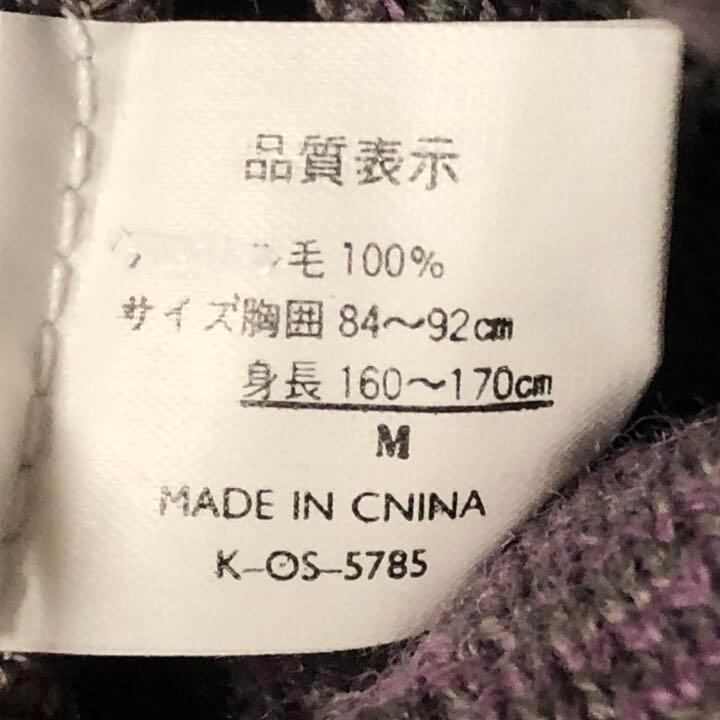 品質表示
毛 100%
サイズ胸囲 84～92cm
身長 160～170cm
M
MADE IN CNINA
K-OS-5785